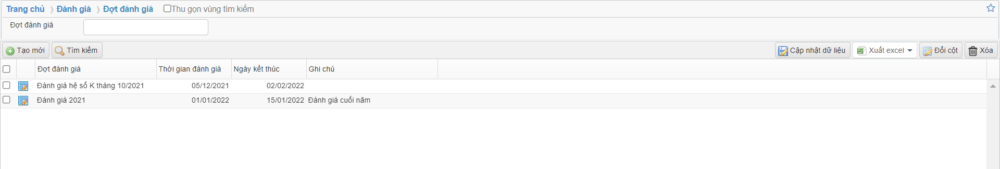 Trang chủ Đánh giá Đợt đánh giá Thu gọn vùng tìm kiếm
Đợt đánh giá
Tạo mới Tìm kiếm Cập nhật dữ liệu Xuất excel Đổi cột Xóa
Đợt đánh giá Thời gian đánh giá Ngày kết thúc Ghi chú
Đánh giá hệ số K tháng 10/2021 05/12/2021 02/02/2022
Đánh giá 2021 01/01/2022 15/01/2022 Đánh giá cuối năm